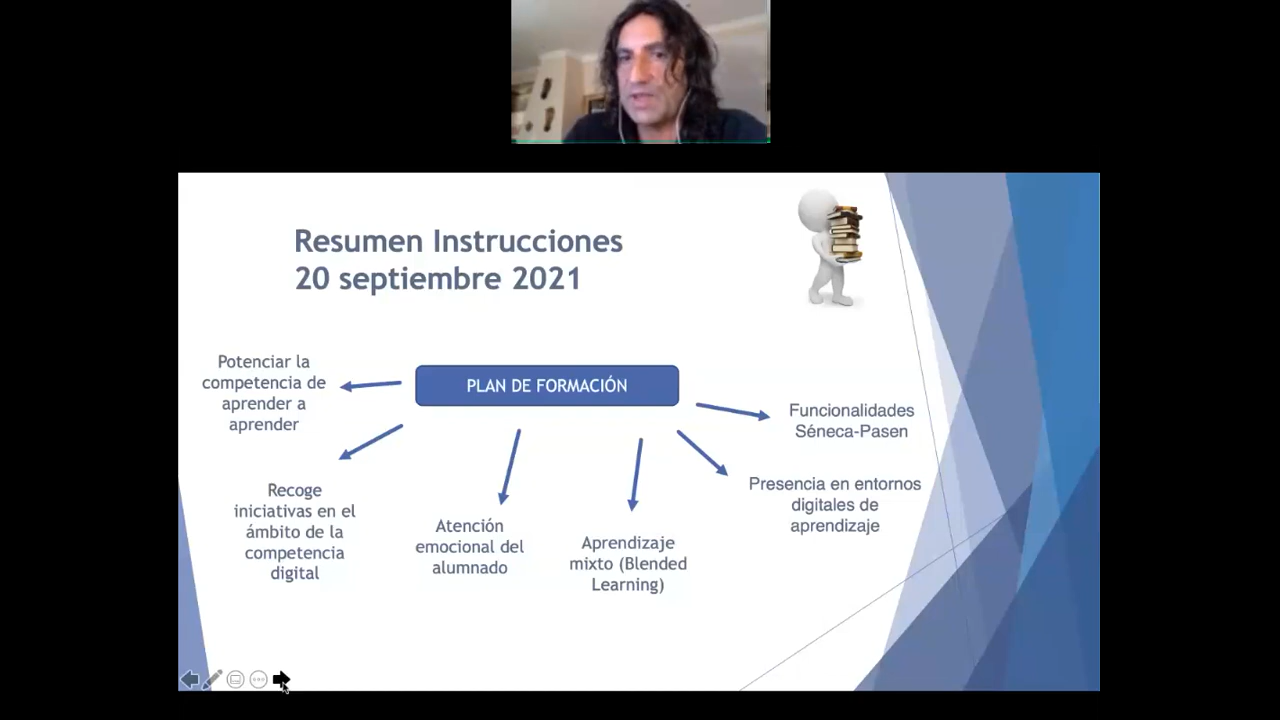 Resumen Instrucciones
20 septiembre 2021
PLAN DE FORMACIÓN
Potenciar la
competencia de
aprender a
aprender
Recoge
iniciativas en el
ámbito de la
competencia
digital
Atención
emocional del
alumnado
Aprendizaje
mixto (Blended
Learning)
Presencia en entornos
digitales de
aprendizaje
Funcionalidades
Séneca-Pasen